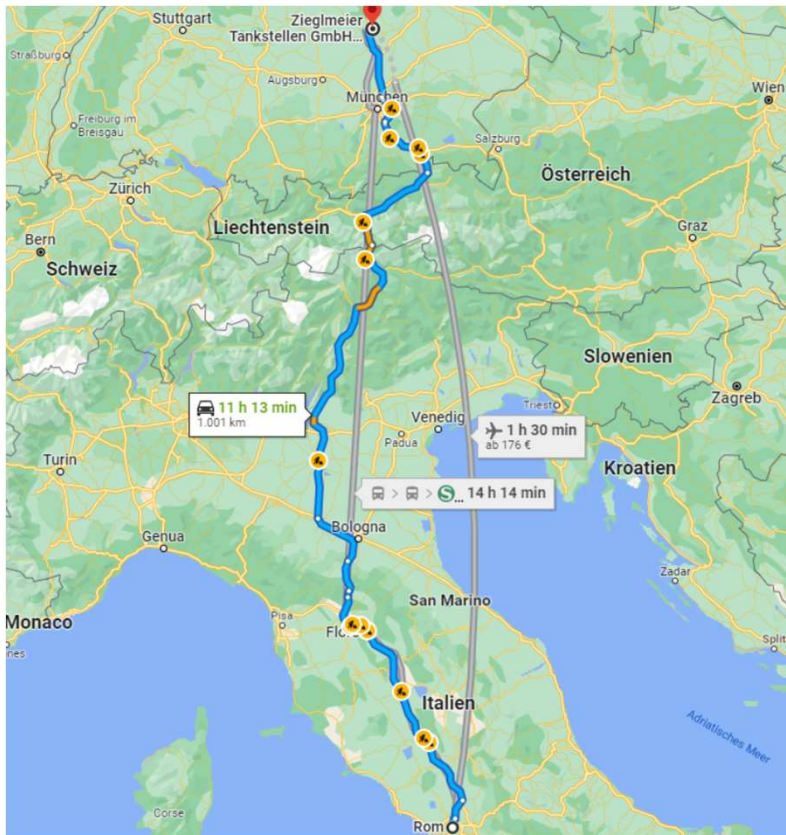 Stuttgart
Zieglmeier
Tankstellen GmbH...
Straßburg
Augsburg
Wien
München
Freiburg im
Breisgau
Salzburg
Zürich
Österreich
Liechtenstein
Graz
Bern
Schweiz
Slowenien
Zagreb
11 h 13 min
1.001 km
Triest
Venedig
1 h 30 min
ab 176 €
Padua
Turin
Kroatien
> > S... 14 h 14 min
Bologna
Genua
Zadar
San Marino
Monaco
Pisa
Flor
Split
Italien
Adriatisches Meer
Corse
Rom